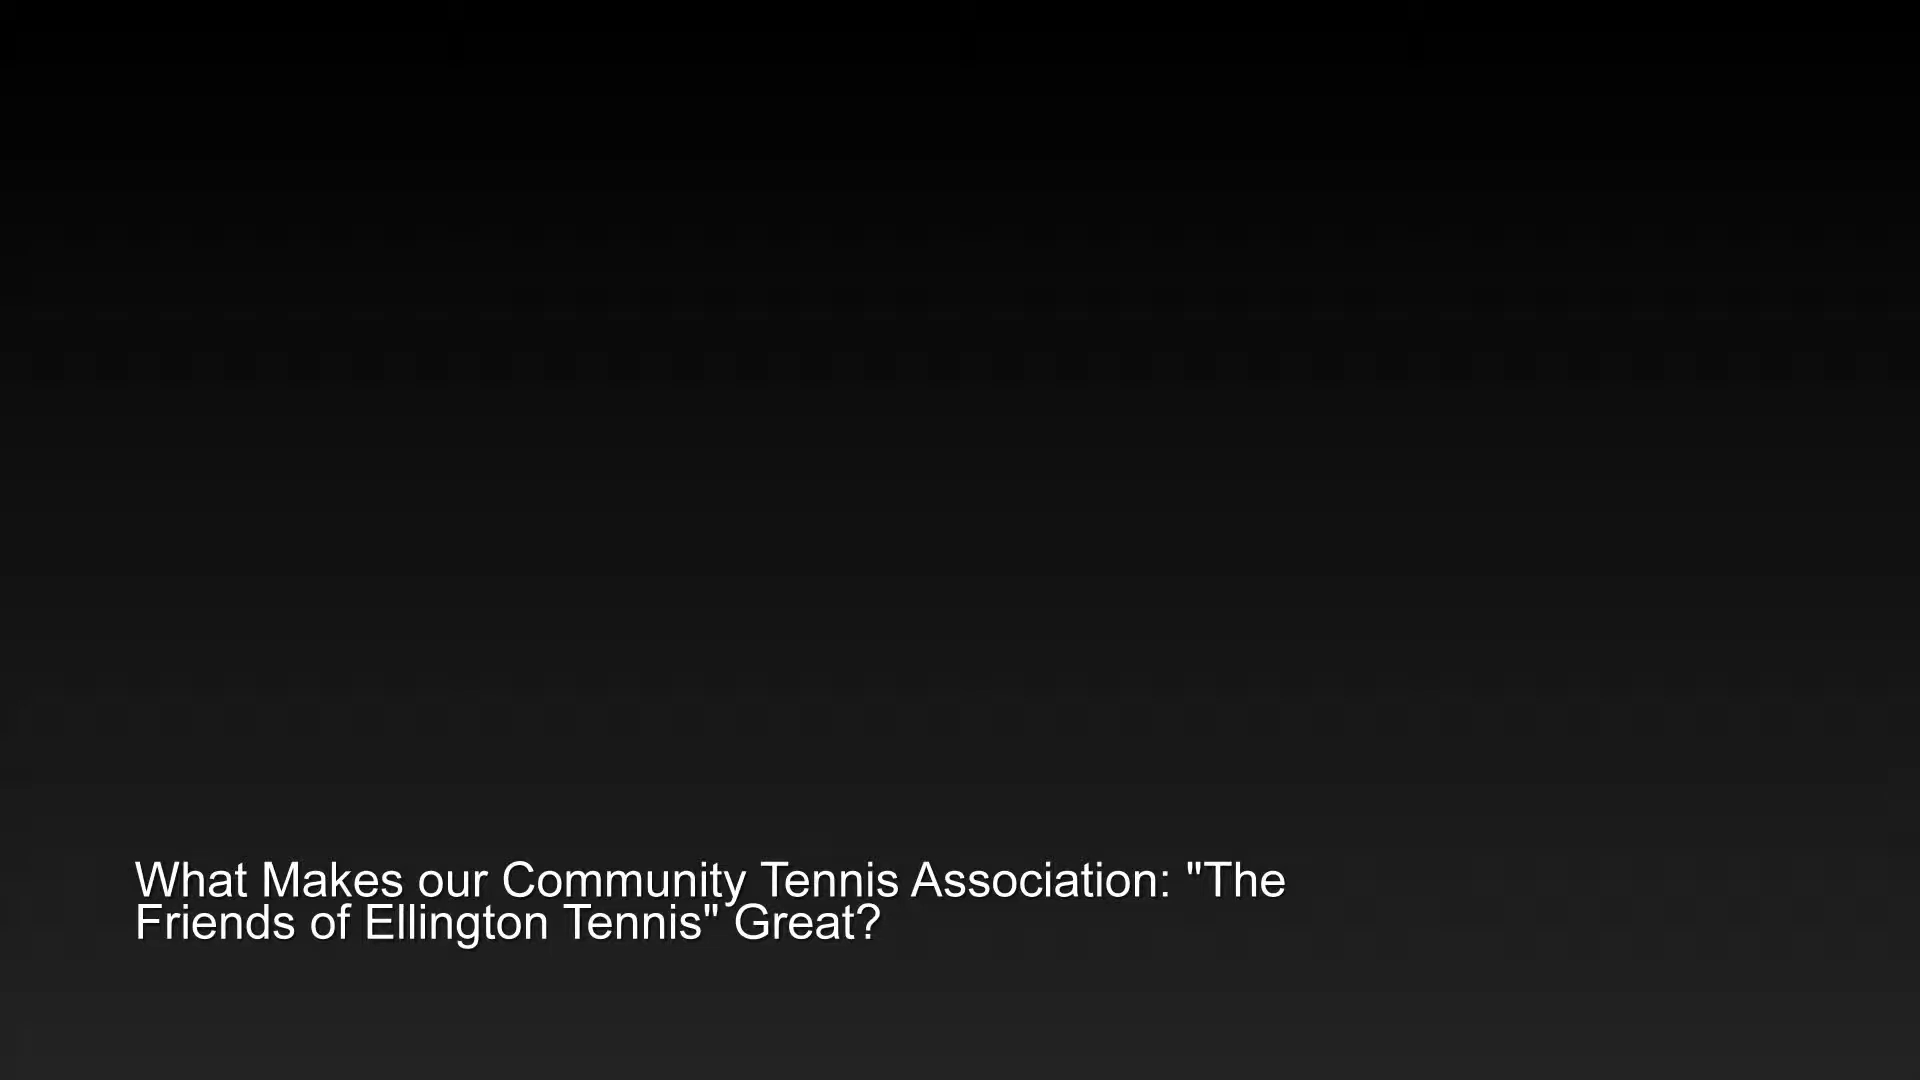 What Makes our Community Tennis Association: "The
Friends of Ellington Tennis" Great?